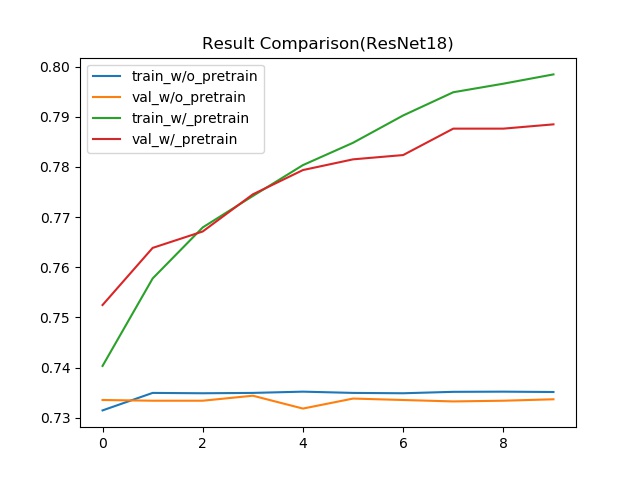 Result Comparison(ResNet18)
train_w/o_pretrain
val_w/o_pretrain
train_w/_pretrain
val_w/_pretrain
0.80
0.79
0.78
0.77
0.76
0.75
0.74
0.73
0 2 4 6 8